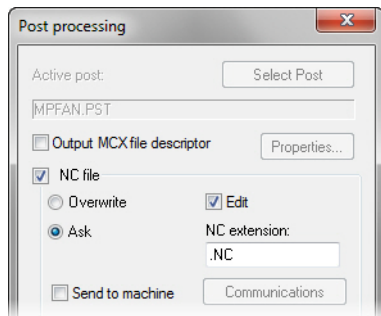 Post processing
Active post:
Select Post
MPFAN.PST
Output MCX file descriptor
Properties...
NC file
Overwrite
Edit
Ask
NC extension:
.NC
Send to machine
Communications